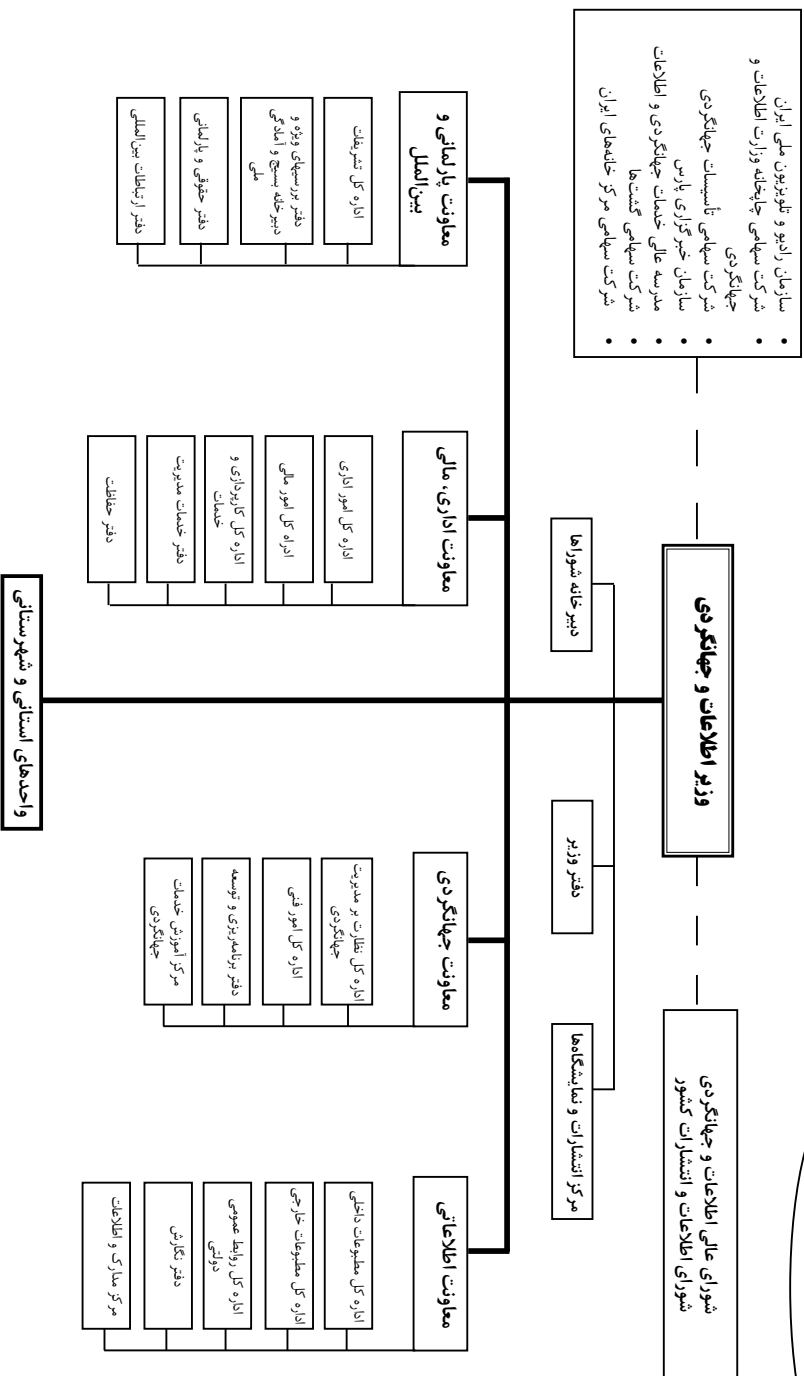 شورای عالی اطلاعات و جهانگردی
شورای اطلاعات و انتشارات کشور
وزیر اطلاعات و جهانگردی
سازمان رادیو و تلویزیون ملی ایران
شرکت سهامی چاپخانه وزارت اطلاعات و
جهانگردی
شرکت سهامی تأسیسات جهانگردی
سازمان خبرگزاری پارس
مدرسه عالی خدمات جهانگردی و اطلاعات
شرکت سهامی گشت‌ها
شرکت سهامی مرکز خانه‌های ایران
مرکز انتشارات و نمایشگاه‌ها
دفتر وزیر
دبیرخانه شوراها
معاونت اطلاعاتی
اداره کل مطبوعات داخلی
اداره کل مطبوعات خارجی
اداره کل روابط عمومی
دولتی
دفتر نگارش
مرکز مدارک و اطلاعات
معاونت جهانگردی
اداره کل نظارت بر مدیریت
جهانگردی
اداره کل امور فنی
دفتر برنامه‌ریزی و توسعه
مرکز آموزش خدمات
جهانگردی
معاونت اداری، مالی
اداره کل امور اداری
ادراه کل امور مالی
اداره کل کارپردازی و
خدمات
دفتر خدمات مدیریت
دفتر حفاظت
معاونت پارلمانی و
بین‌الملل
اداره کل تشریفات
دفتر بررسیهای ویژه و
دبیرخانه بسیج و آمادگی
ملی
دفتر حقوقی و پارلمانی
دفتر ارتباطات بین‌المللی
واحدهای استانی و شهرستانی